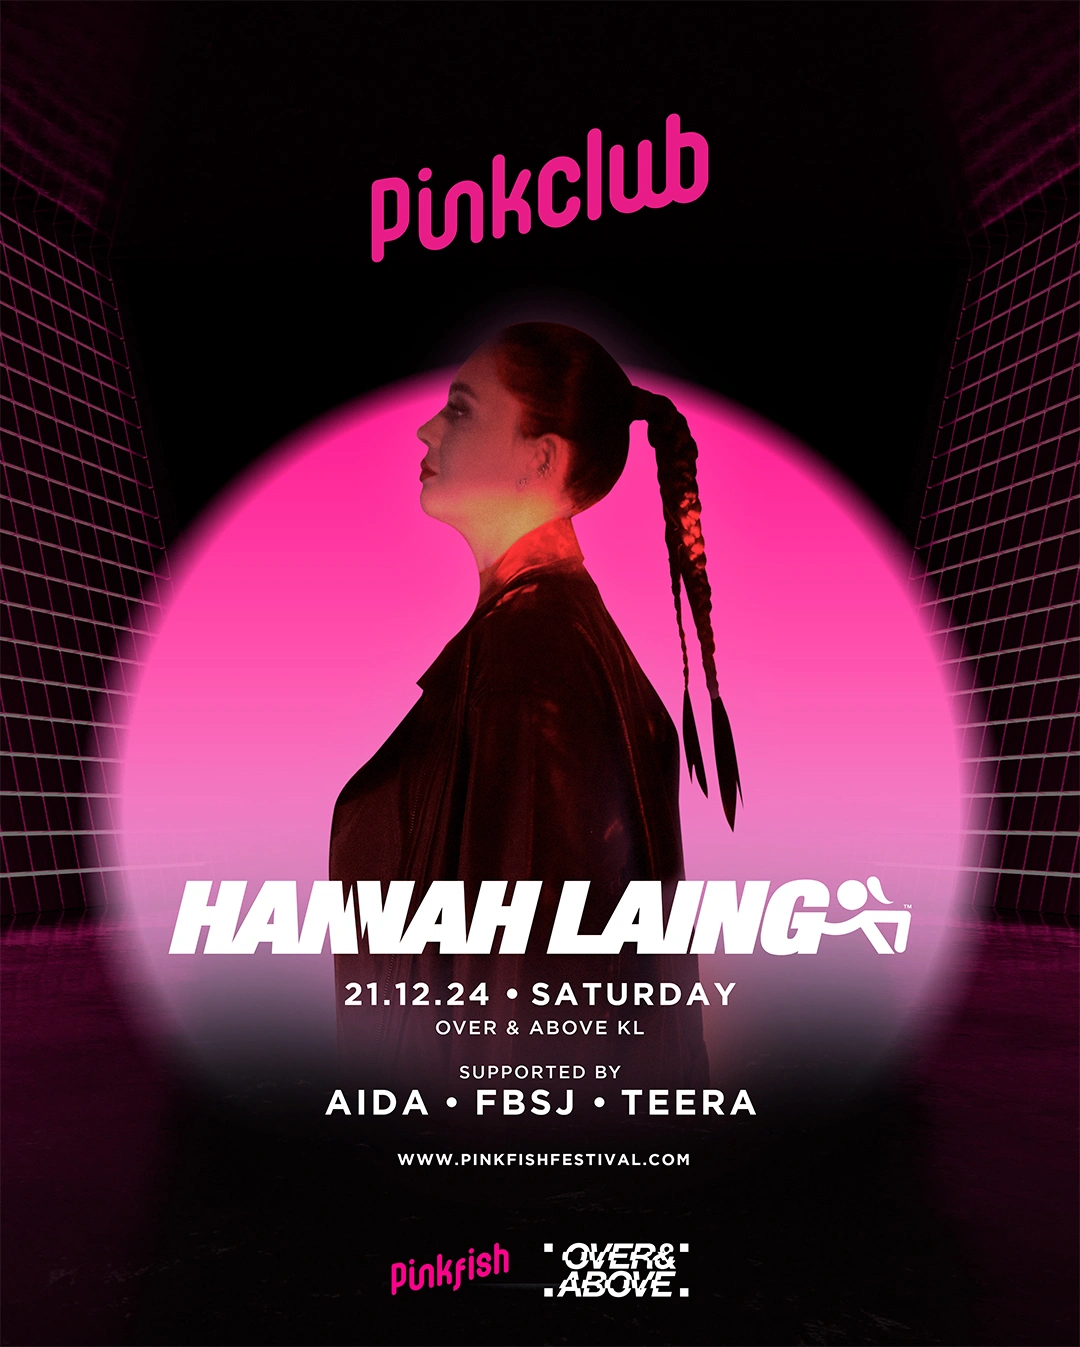 Pinkclub
HANNAH LAING ™
21.12.24 • SATURDAY
OVER & ABOVE KL
SUPPORTED BY
AIDA • FBSJ • TEERA
WWW.PINKFISHFESTIVAL.COM
Pinkfish
OVER&
ABOVE